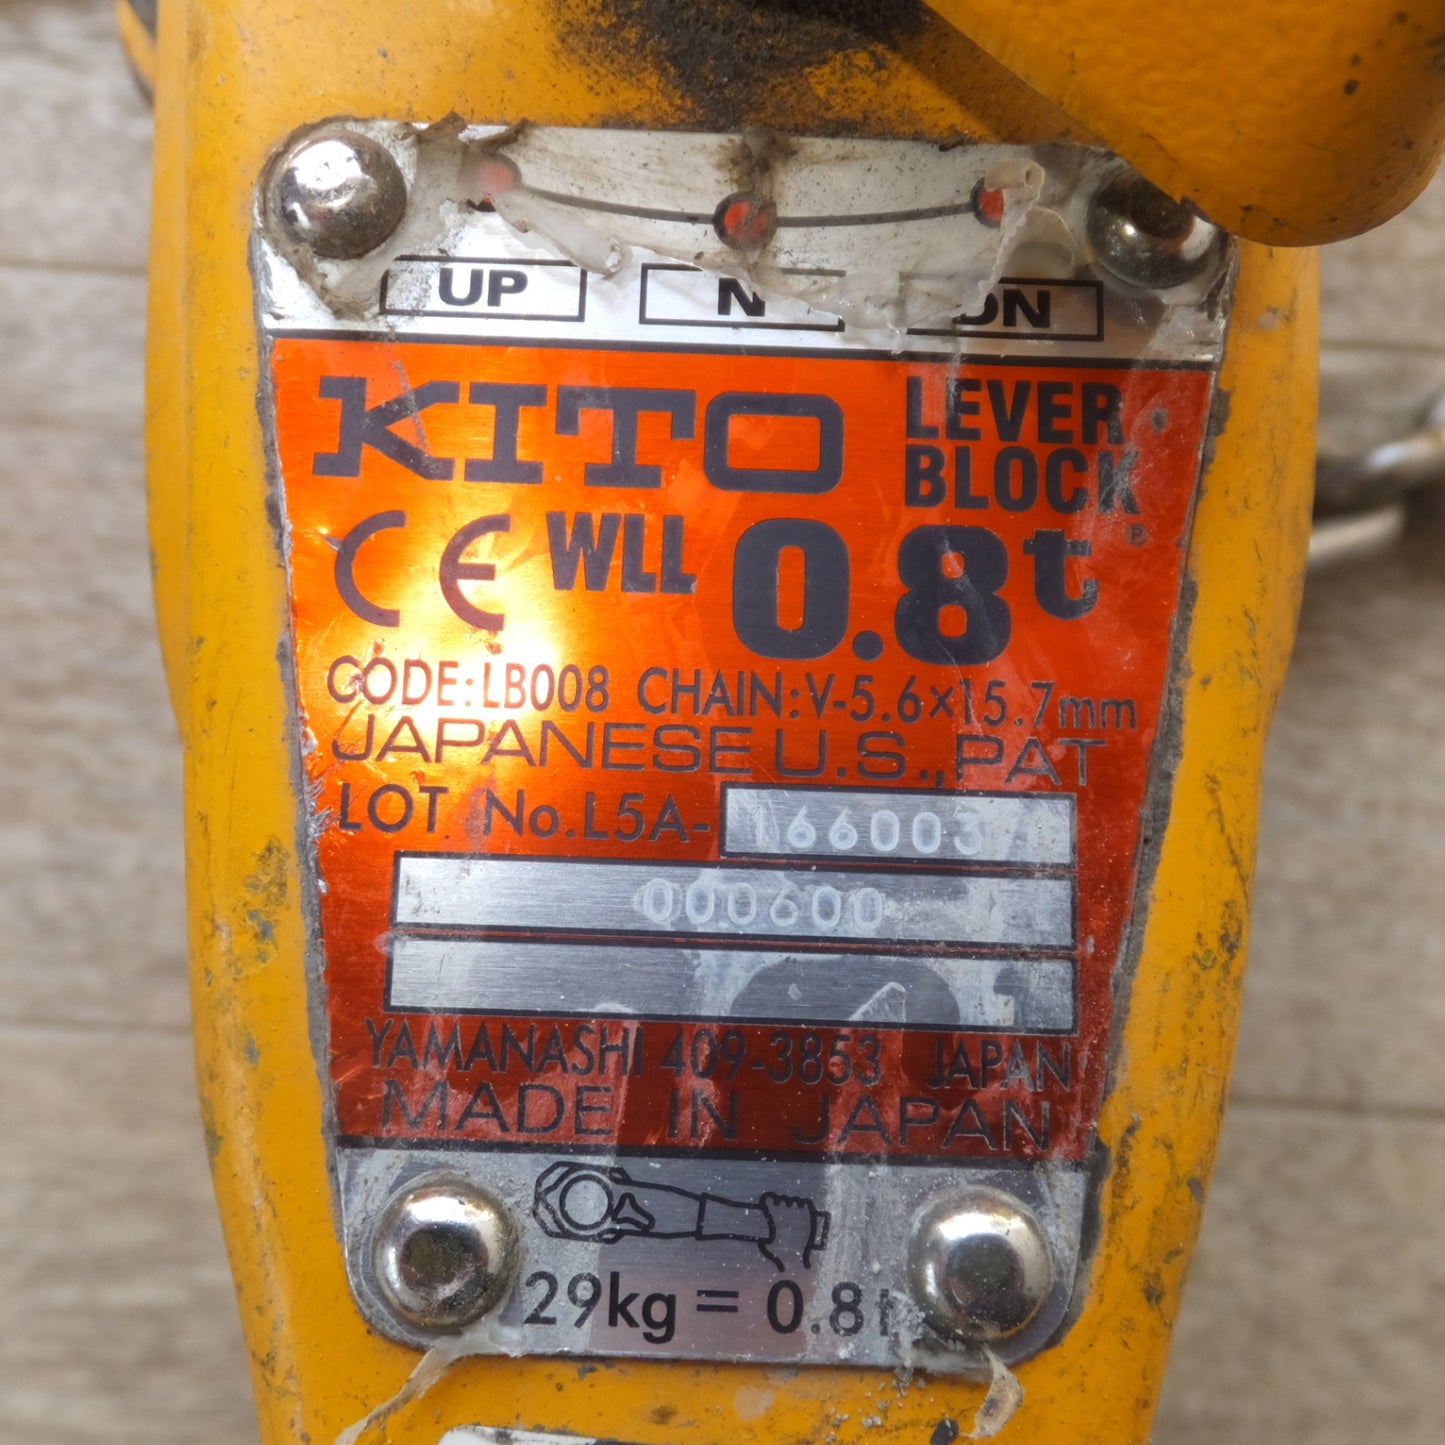 UP N DN
KITO LEVER BLOCK®
CE WLL 0.8t
CODE:LB008 CHAIN:V-5.6×15.7mm
JAPANESE U.S., PAT
LOT No.L5A- 166003
000600
YAMANASHI 409-3853 JAPAN
MADE IN JAPAN
29kg = 0.8t